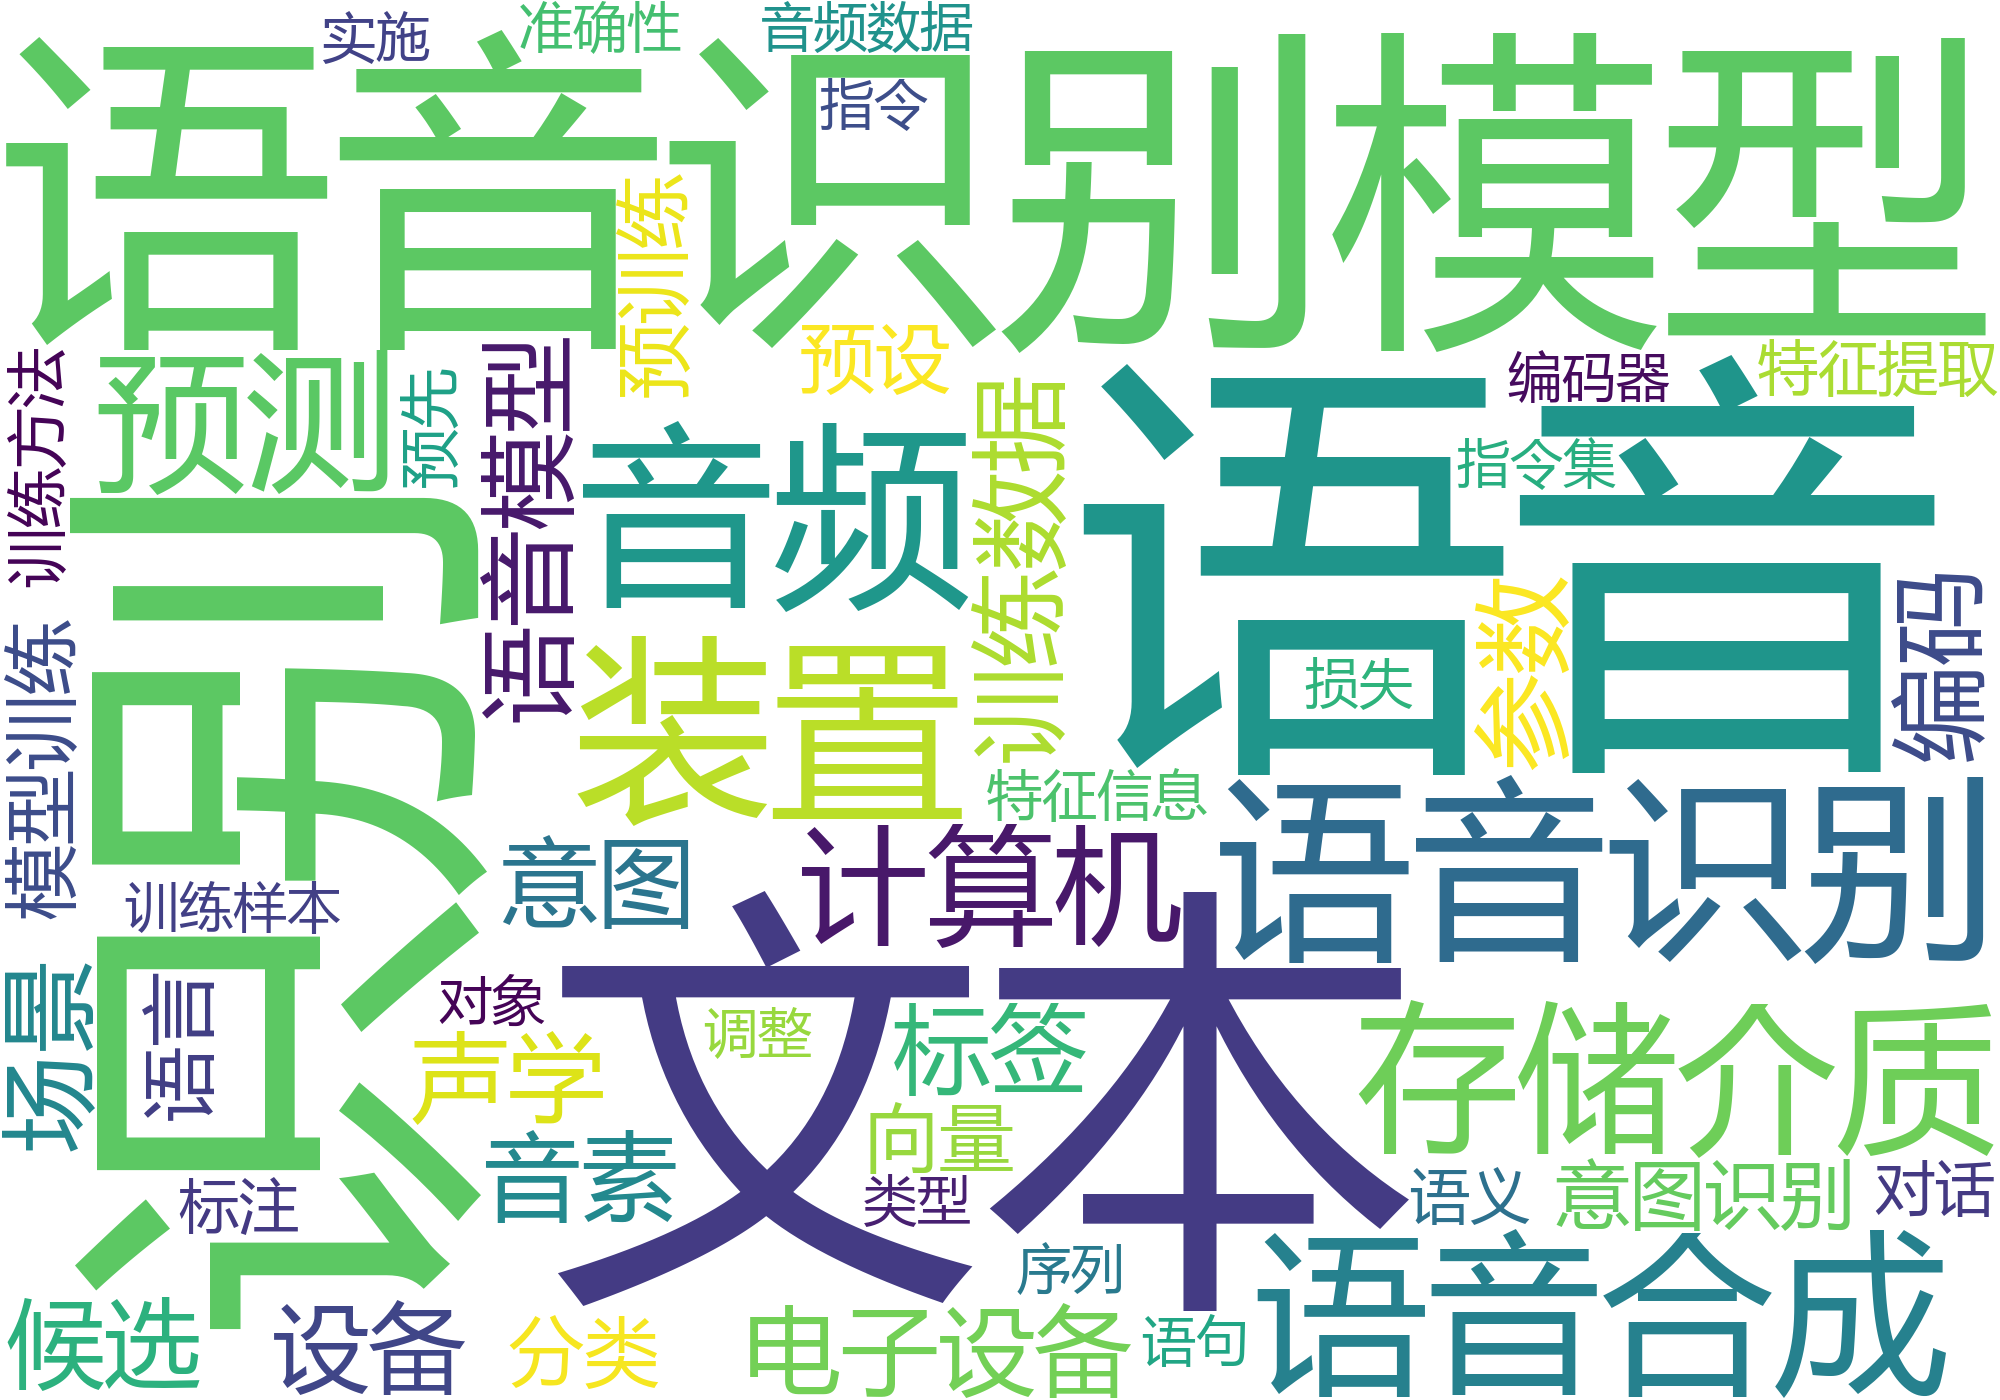 实施
准确性
音频数据
语音识别模型
指令
预训练
预设
预测
预先
训练方法
语音模型
音频
训练数据
语音
编码器
特征提取
指令集
识别
装置
损失
参数
编码
模型训练
特征信息
意图
计算机
语音识别
训练样本
文本
场景
语言
对象
声学
调整
标签
存储介质
音素
向量
类型
标注
语义
意图识别
对话
序列
候选
设备
分类
电子设备
语句
语音合成